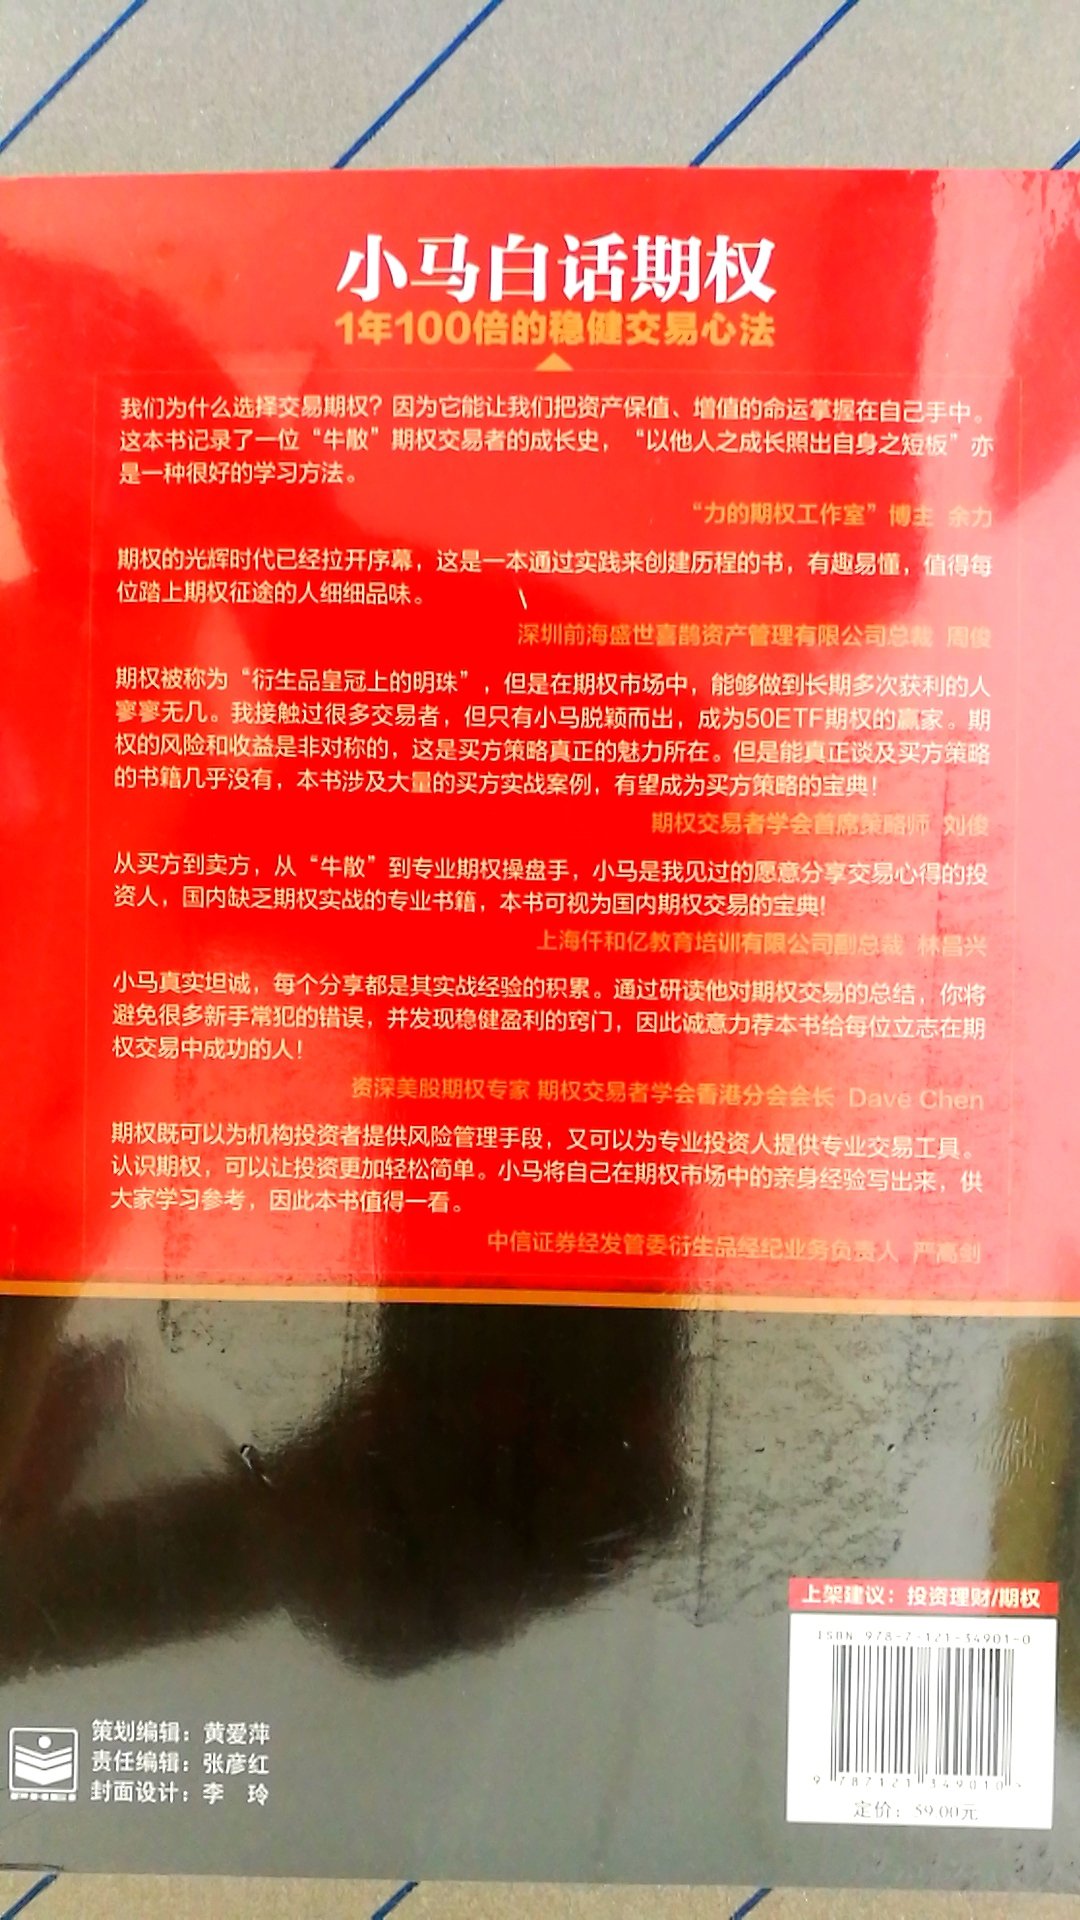 小马白话期权
1年100倍的稳健交易心法
我们为什么选择交易期权？因为它能让我们把资产保值、增值的命运掌握在自己手中。
这本书记录了一位“牛散”期权交易者的成长史，“以他人之成长照出自身之短板”亦
是一种很好的学习方法。
“力的期权工作室”博主 余力
期权的光辉时代已经拉开序幕，这是一本通过实践来创建历程的书，有趣易懂，值得每
位踏上期权征途的人细细品味。
深圳前海盛世喜鹊资产管理有限公司总裁 周俊
期权被称为“衍生品皇冠上的明珠”，但是在期权市场中，能够做到长期多次获利的人
寥寥无几。我接触过很多交易者，但只有小马脱颖而出，成为50ETF期权的赢家。期
权的风险和收益是非对称的，这是买方策略真正的魅力所在。但是能真正谈及买方策略
的书籍几乎没有，本书涉及大量的买方实战案例，有望成为买方策略的宝典！
期权交易者学会首席策略师 刘俊
从买方到卖方，从“牛散”到专业期权操盘手，小马是我见过的愿意分享交易心得的投
资人，国内缺乏期权实战的专业书籍，本书可视为国内期权交易的宝典！
上海仟和亿教育培训有限公司副总裁 林昌兴
小马真实坦诚，每个分享都是其实战经验的积累。通过研读他对期权交易的总结，你将
避免很多新手常犯的错误，并发现稳健盈利的窍门，因此诚意力荐本书给每位立志在期
权交易中成功的人！
资深美股期权专家 期权交易者学会香港分会会长 Dave Chen
期权既可以为机构投资者提供风险管理手段，又可以为专业投资人提供专业交易工具。
认识期权，可以让投资更加轻松简单。小马将自己在期权市场中的亲身经验写出来，供
大家学习参考，因此本书值得一看。
中信证券经发管委衍生品经纪业务负责人 严高剑
上架建议：投资理财/期权
ISBN 978-7-121-34901-0
9 787121 349010 >
定价：59.00元
策划编辑：黄爱萍
责任编辑：张彦红
封面设计：李 玲